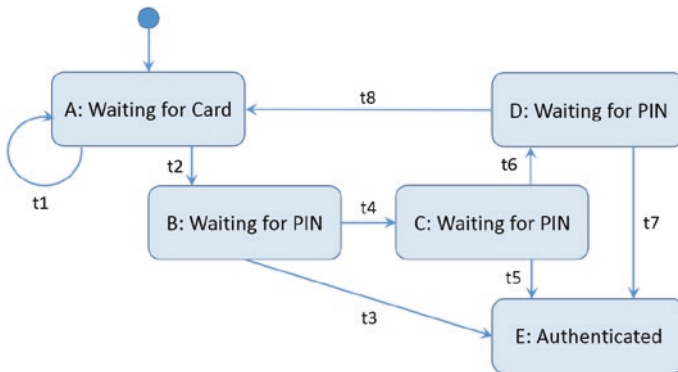 A: Waiting for Card
t8
D: Waiting for PIN
t1
t2
t6
B: Waiting for PIN
t4
C: Waiting for PIN
t7
t3
t5
E: Authenticated